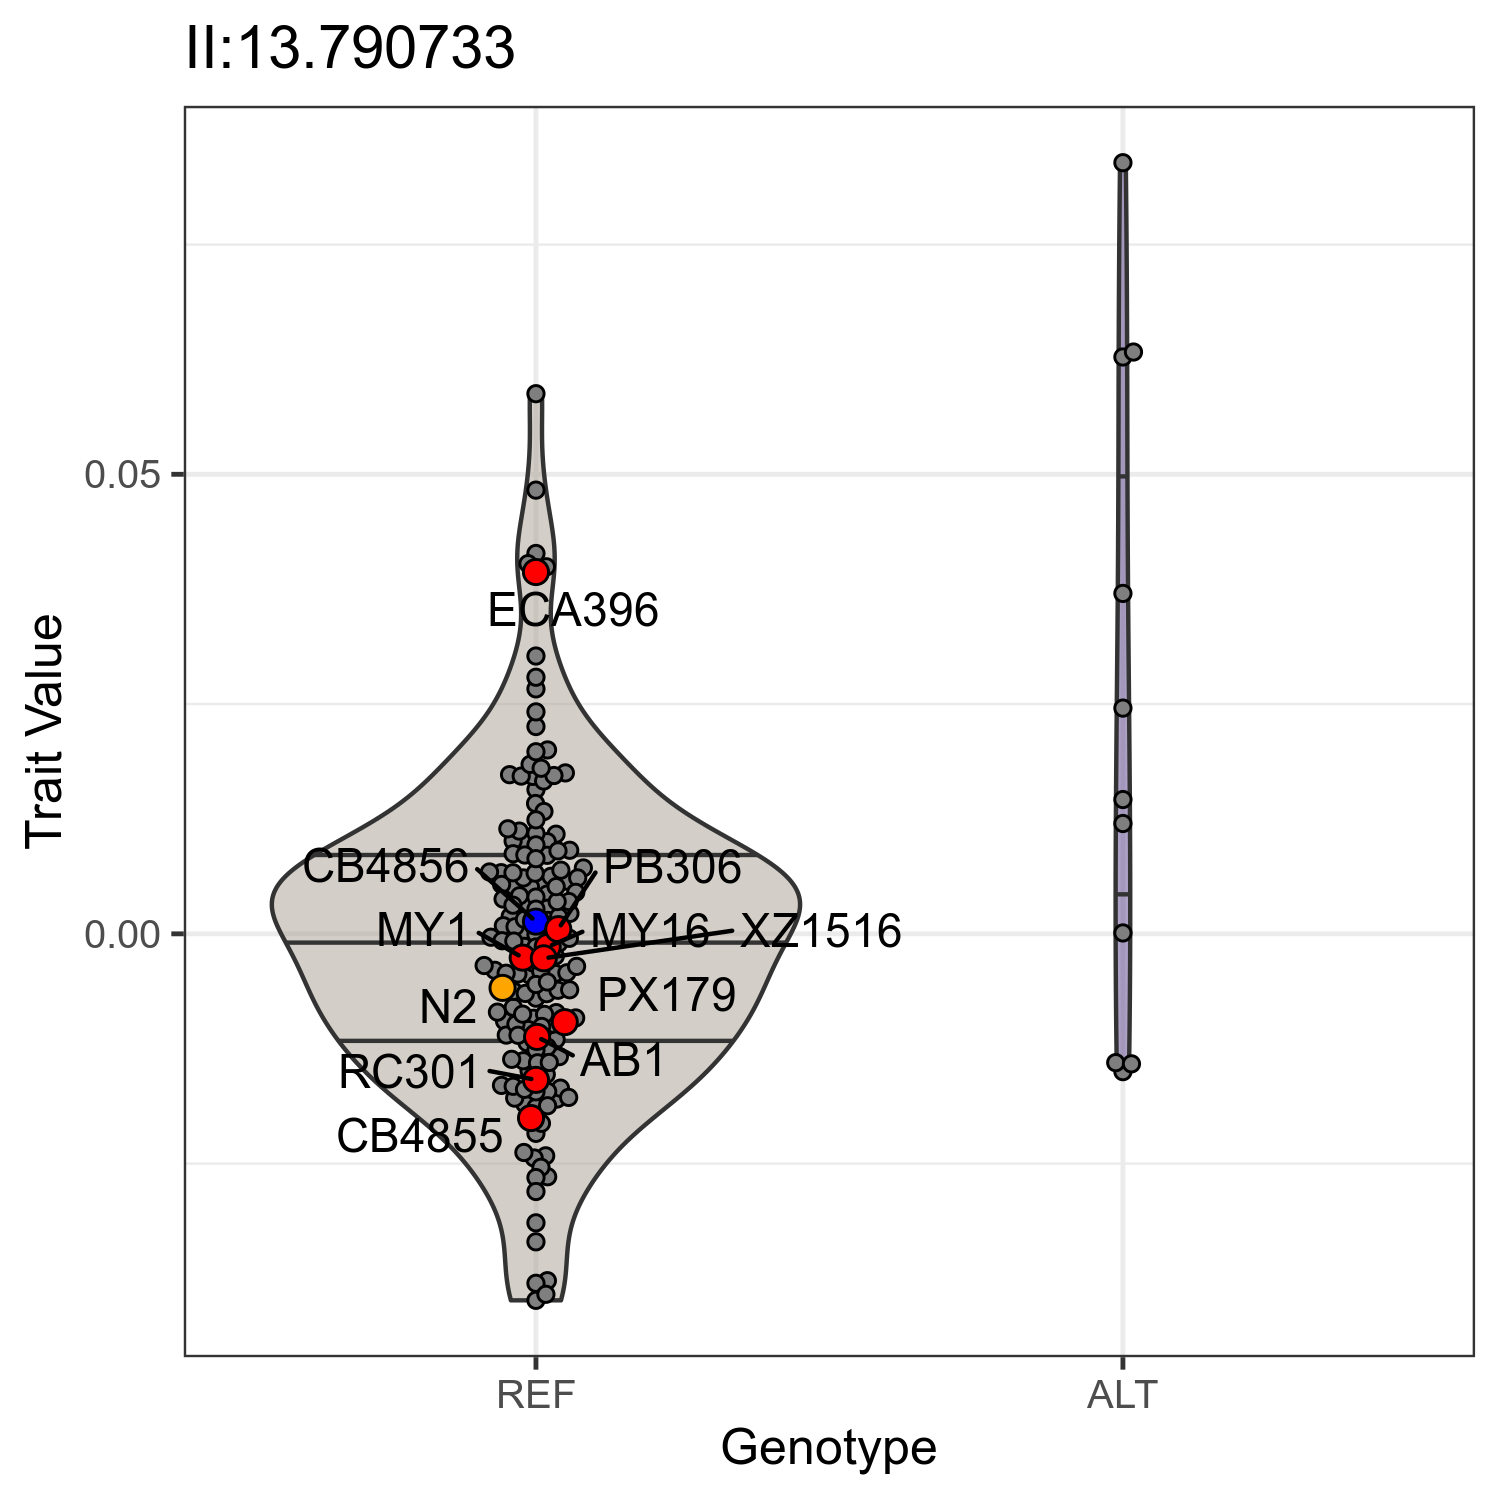 II:13.790733
Trait Value
0.05
0.00
ECA396
CB4856
PB306
MY1
MY16
XZ1516
N2
PX179
RC301
AB1
CB4855
REF
ALT
Genotype